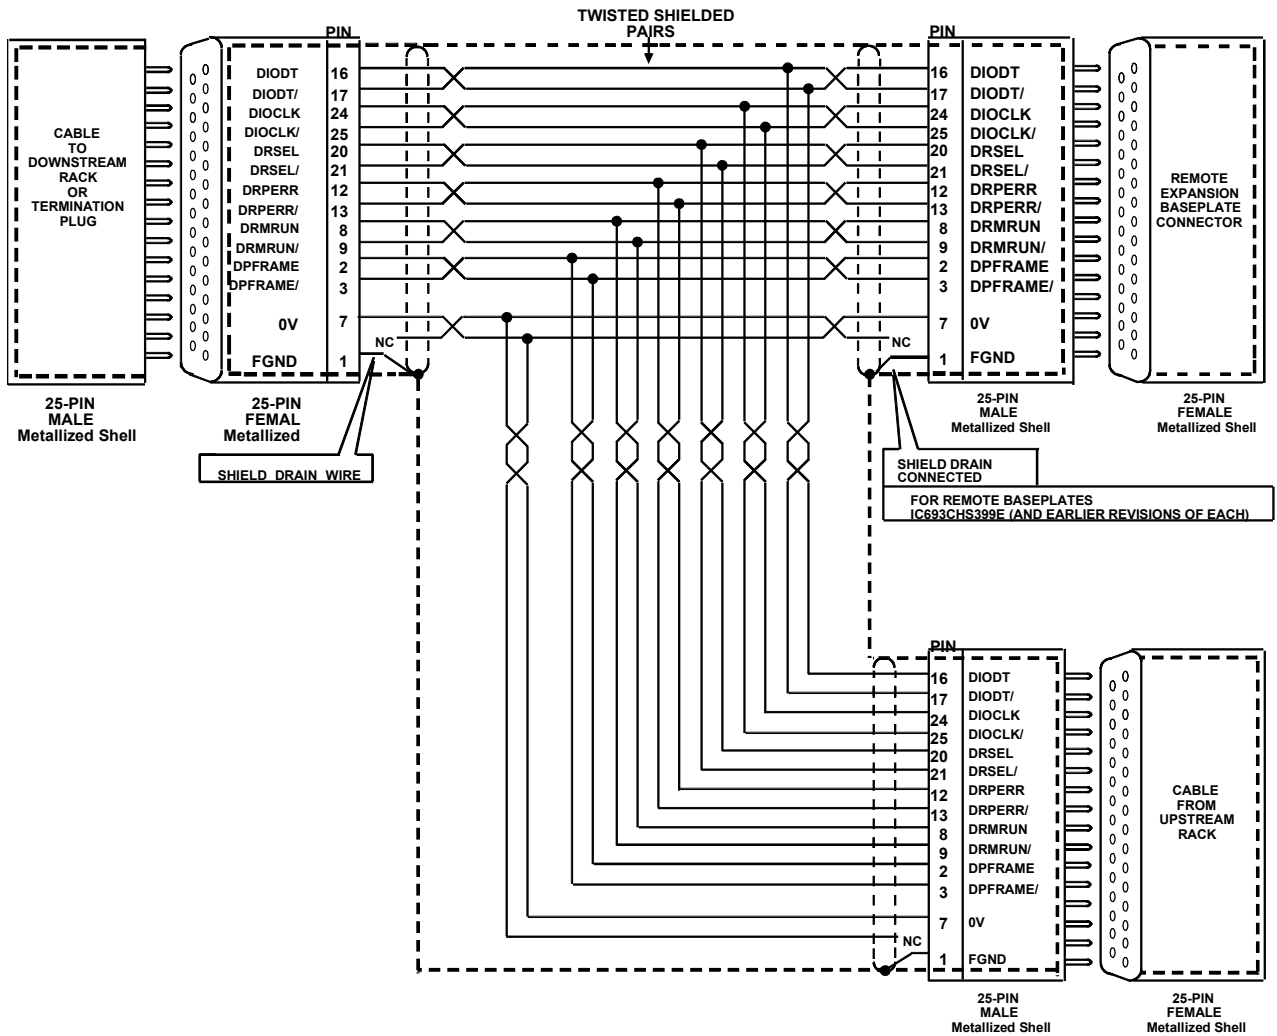 TWISTED SHIELDED
PAIRS
PIN
DIODT 16
DIODT/ 17
DIOCLK 24
DIOCLK/ 25
DRSEL 20
DRSEL/ 21
DRPERR 12
DRPERR/ 13
DRMRUN 8
DRMRUN/ 9
DPFRAME 2
DPFRAME/ 3
0V 7
NC
FGND 1
CABLE
TO
DOWNSTREAM
RACK
OR
TERMINATION
PLUG
25-PIN
MALE
Metallized Shell
25-PIN
FEMAL
Metallized
SHIELD DRAIN WIRE
PIN
16 DIODT
17 DIODT/
24 DIOCLK
25 DIOCLK/
20 DRSEL
21 DRSEL/
12 DRPERR
13 DRPERR/
8 DRMRUN
9 DRMRUN/
2 DPFRAME
3 DPFRAME/
7 0V
NC
1 FGND
REMOTE
EXPANSION
BASEPLATE
CONNECTOR
25-PIN
MALE
Metallized Shell
25-PIN
FEMALE
Metallized Shell
SHIELD DRAIN
CONNECTED
FOR REMOTE BASEPLATES
IC693CHS399E (AND EARLIER REVISIONS OF EACH)
PIN
16 DIODT
17 DIODT/
24 DIOCLK
25 DIOCLK/
20 DRSEL
21 DRSEL/
12 DRPERR
13 DRPERR/
8 DRMRUN
9 DRMRUN/
2 DPFRAME
3 DPFRAME/
7 0V
NC
1 FGND
CABLE
FROM
UPSTREAM
RACK
25-PIN
MALE
Metallized Shell
25-PIN
FEMALE
Metallized Shell